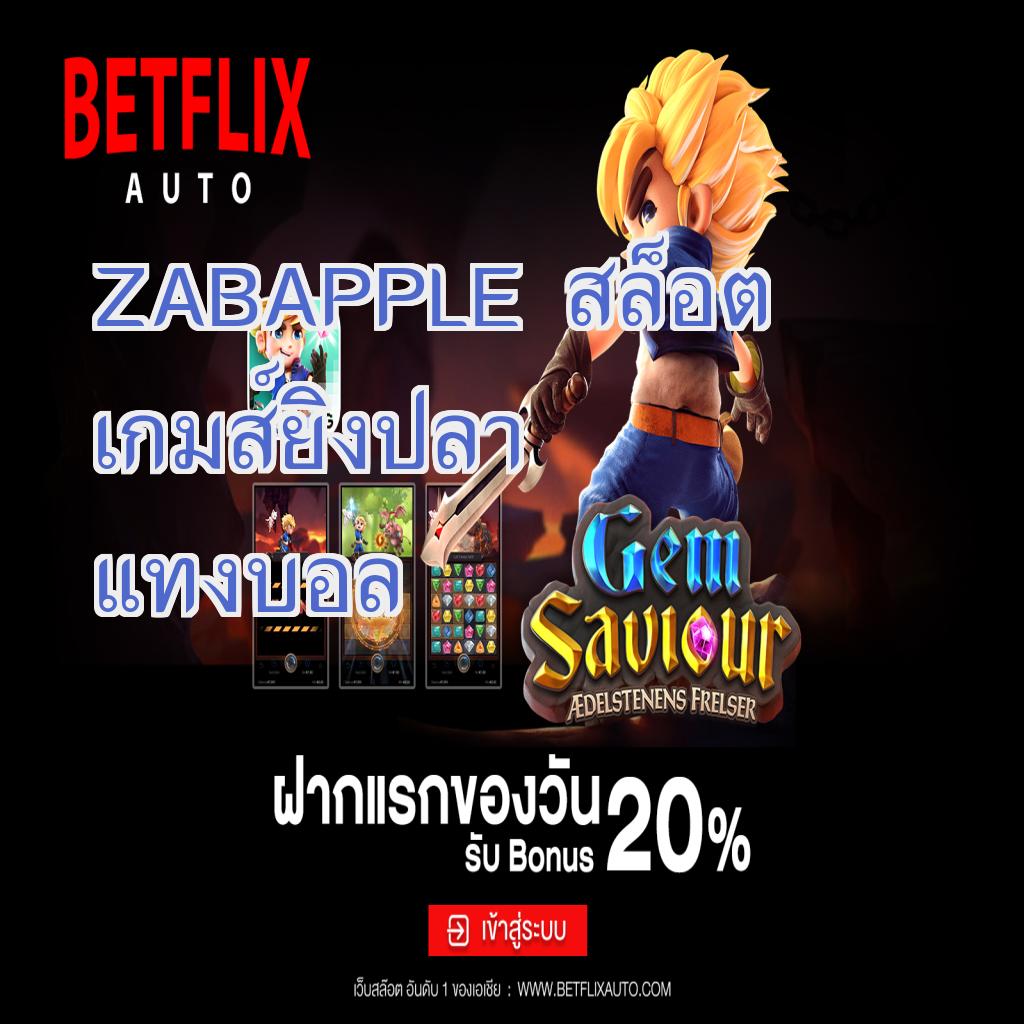 BETFLIX
AUTO
ZABAPPLE สล็อต
เกมส์ยิงปลา
แทงบอล
Gem
Saviour
ÆDELSTENENS FRELSER
ฝากแรกของวัน
รับ Bonus 20%
เข้าสู่ระบบ
เว็บสล๊อต อันดับ 1 ของเอเชีย : WWW.BETFLIXAUTO.COM